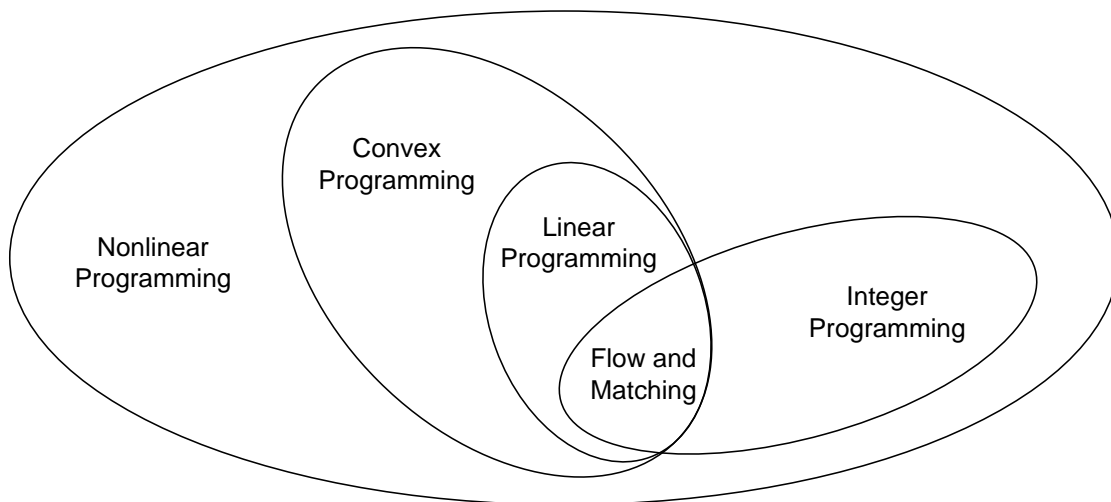 Convex
Programming
Linear
Programming
Nonlinear
Programming
Integer
Programming
Flow and
Matching